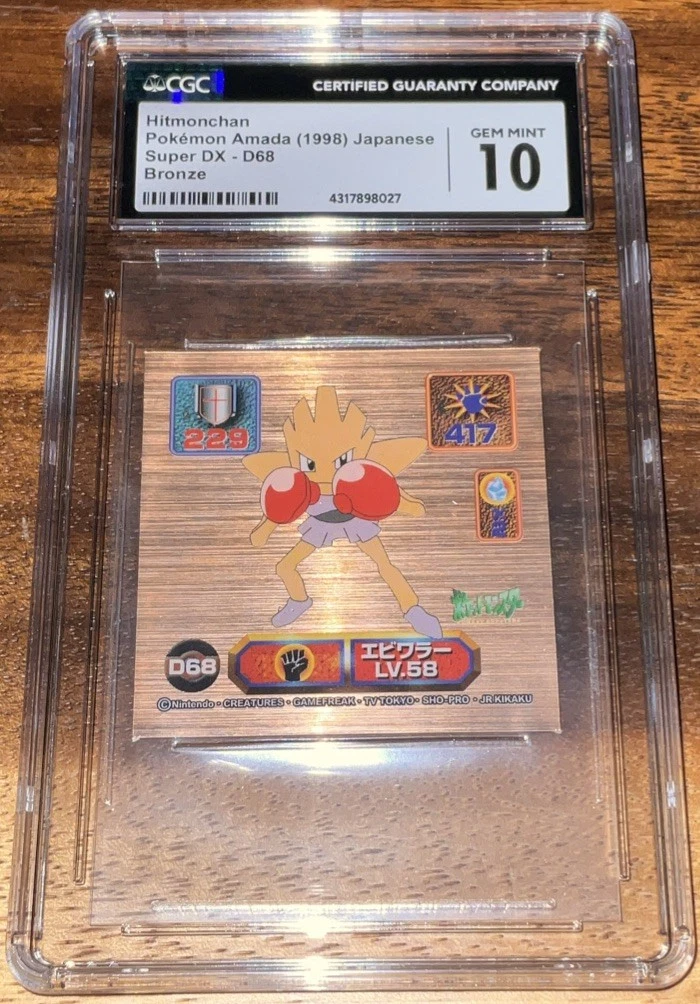 CGC CERTIFIED GUARANTY COMPANY
Hitmonchan
Pokémon Amada (1998) Japanese
Super DX - D68
Bronze
GEM MINT
10
4317898027
229
417
D68
エビワラー
LV.58
©Nintendo・CREATURES・GAMEFREAK・TV TOKYO・SHO-PRO・JR KIKAKU